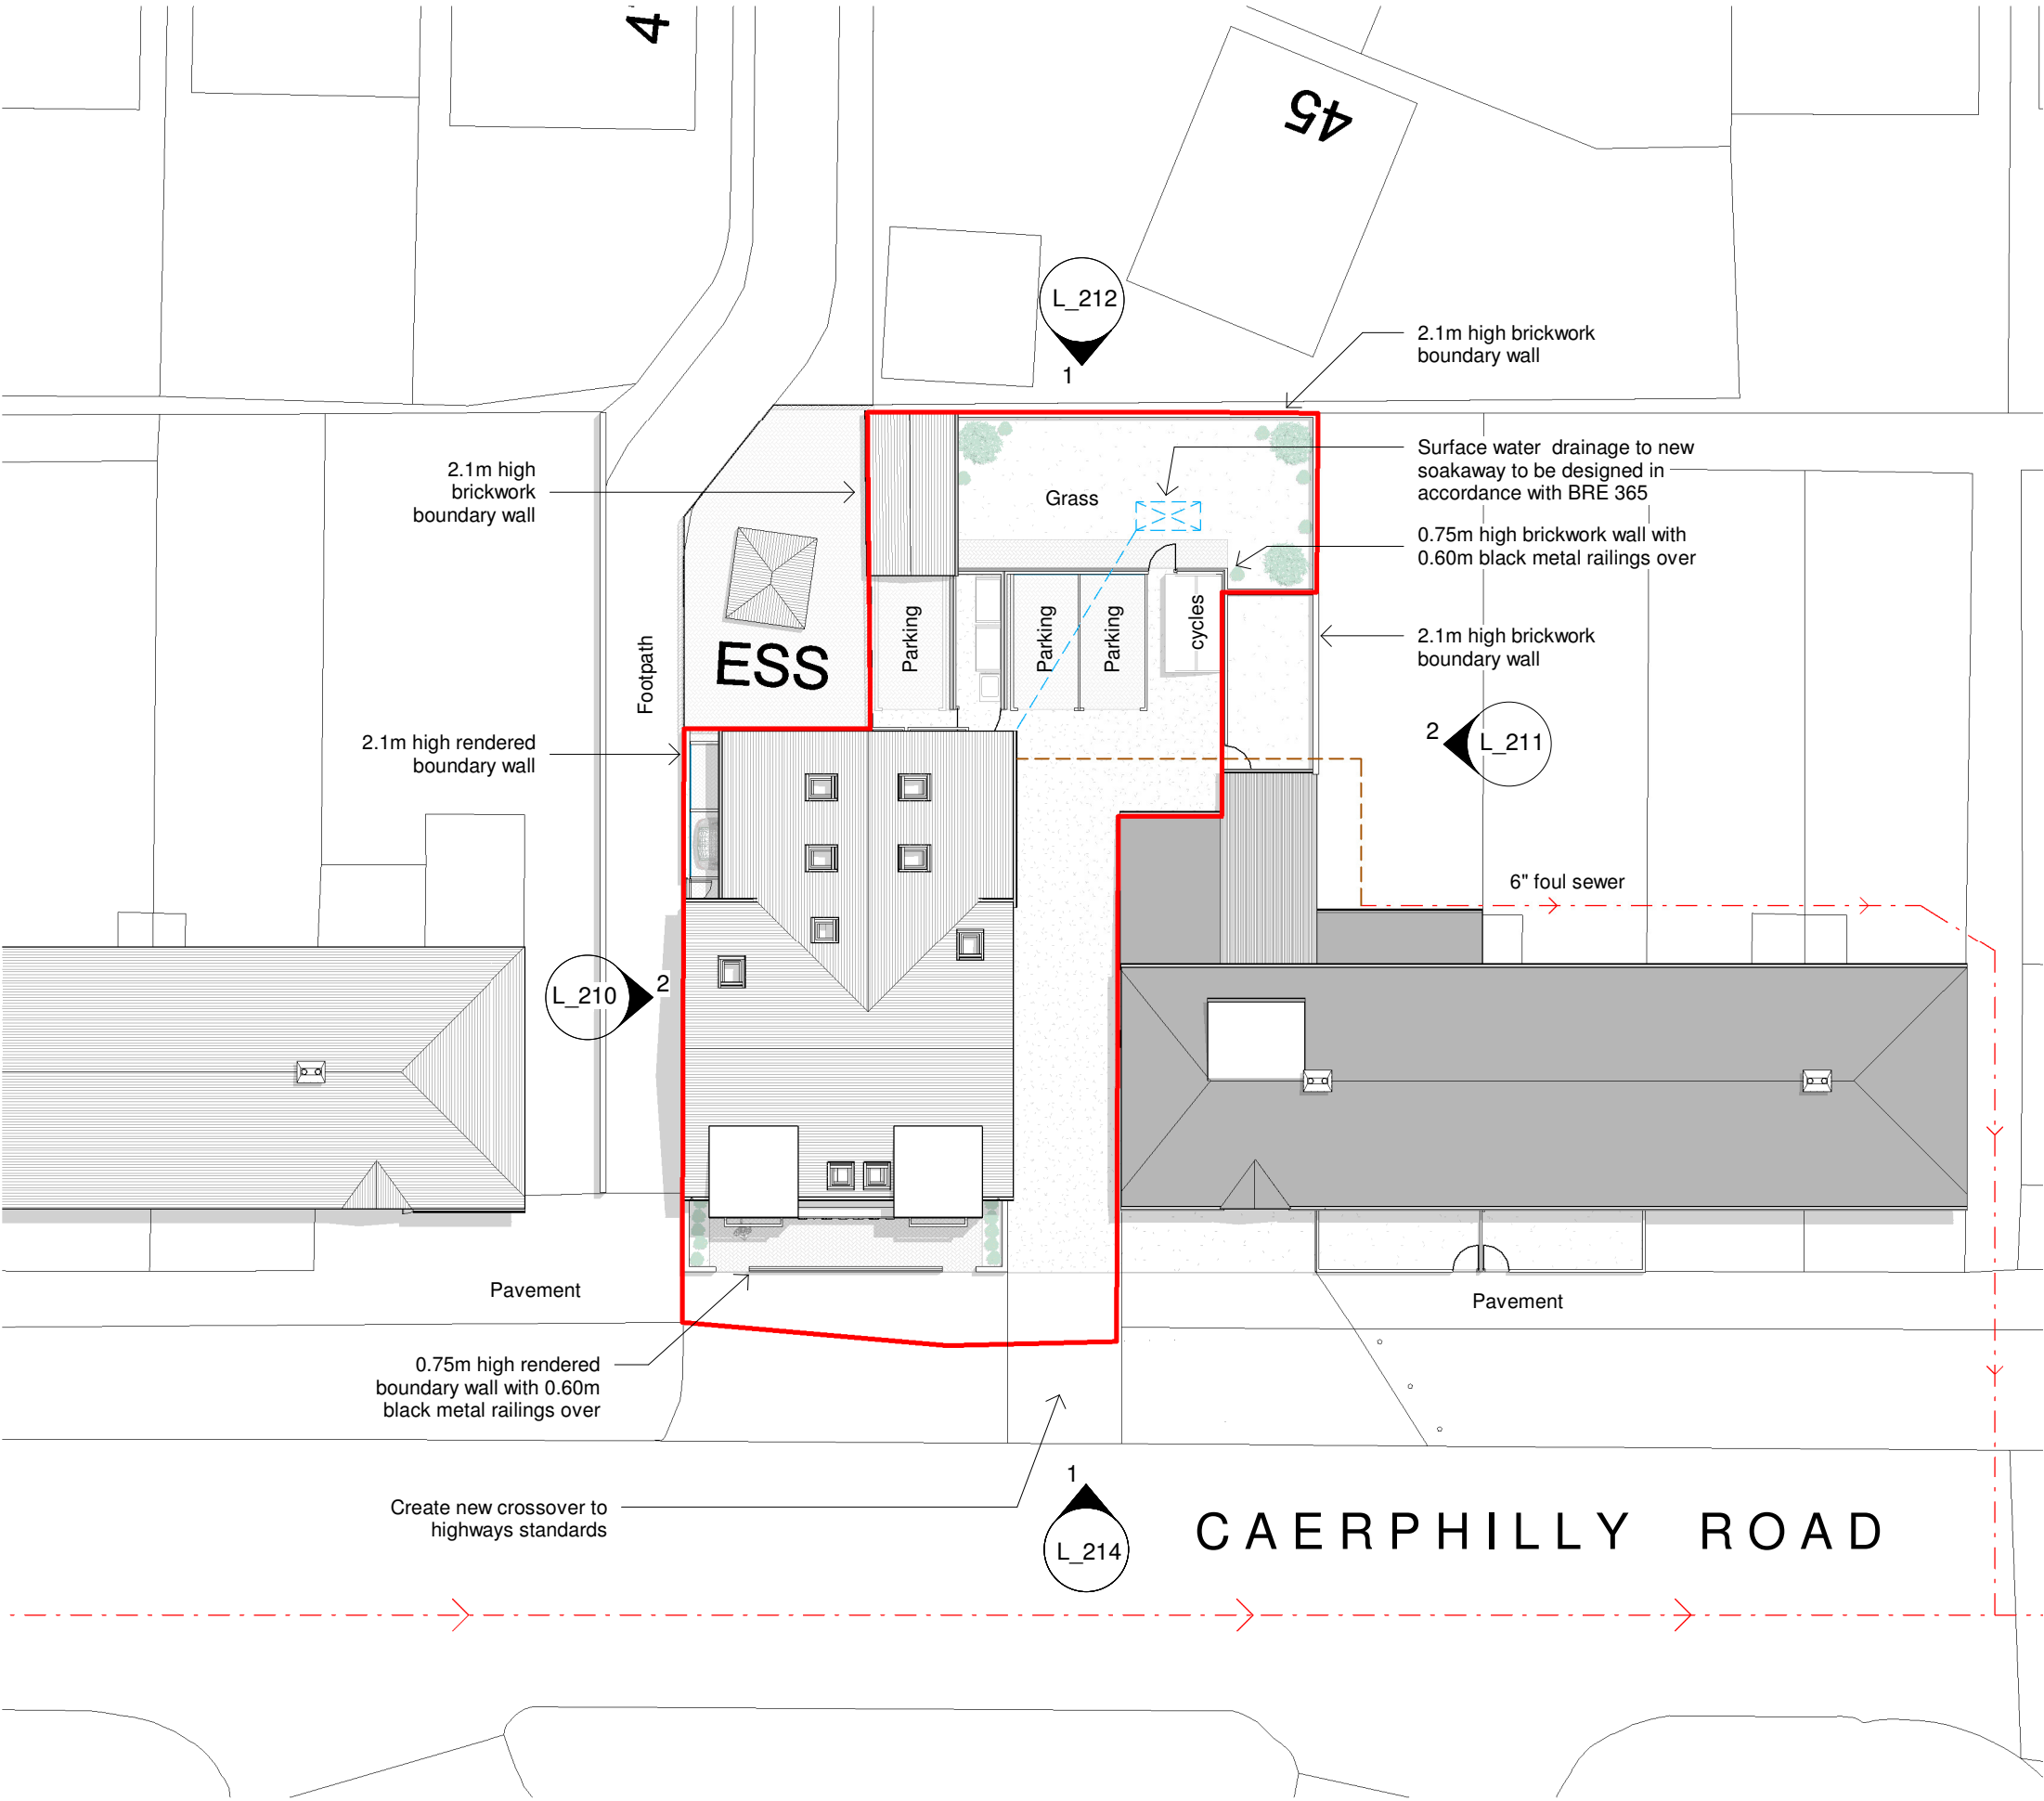 4
45
L_212
1
2.1m high brickwork
boundary wall
2.1m high
brickwork
boundary wall
Surface water drainage to new
soakaway to be designed in
accordance with BRE 365
Grass
0.75m high brickwork wall with
0.60m black metal railings over
Parking
Parking
Parking
cycles
ESS
Footpath
2.1m high brickwork
boundary wall
2.1m high rendered
boundary wall
2
L_211
6" foul sewer
L_210
2
Pavement
Pavement
0.75m high rendered
boundary wall with 0.60m
black metal railings over
Create new crossover to
highways standards
1
L_214
CAERPHILLY ROAD